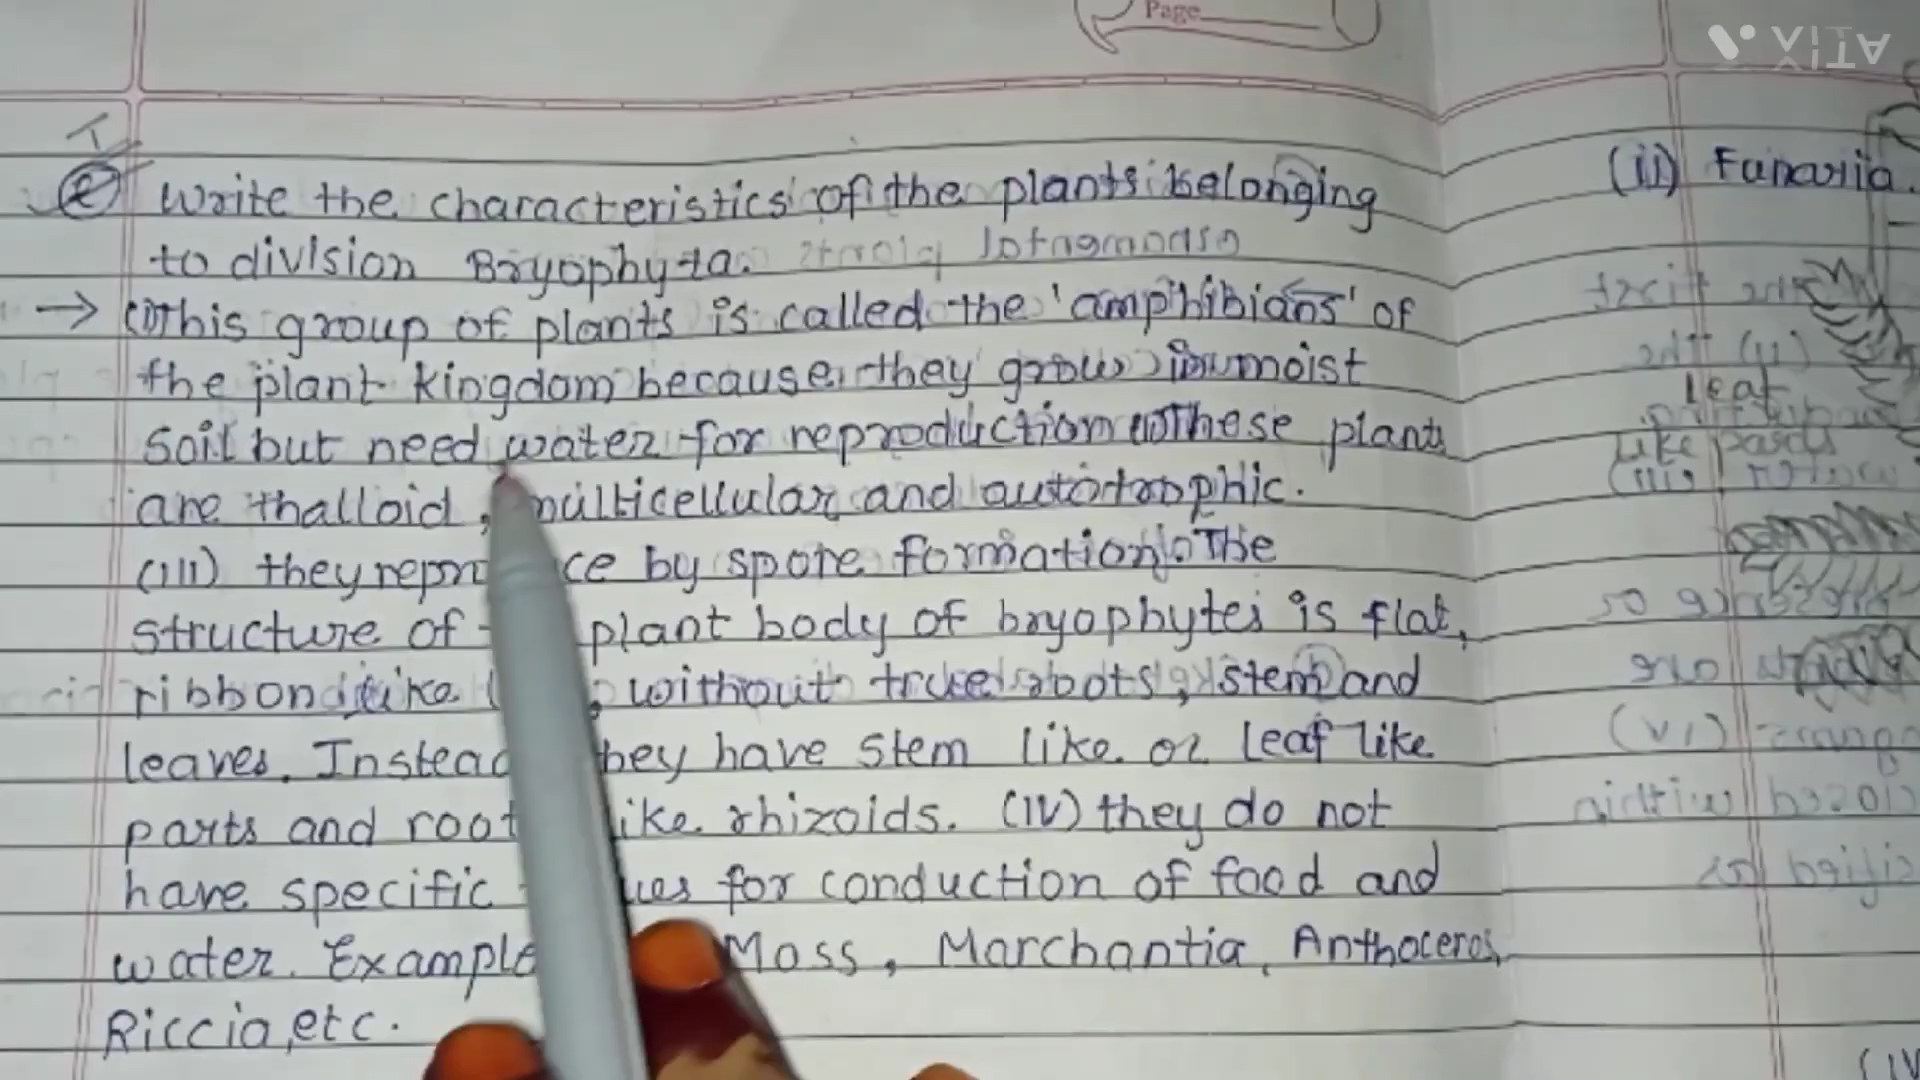 Page
VITA
T
(e) Write the characteristics of the plants belonging
to division Bryophyta.
→ (i) This group of plants is called the 'amphibians' of
the plant kingdom because they grow in moist
soil but need water for reproduction (ii) These plants
are thalloid, multicellular and autotrophic.
(III) they by spore formation. The
structure of plant body of bryophytes is flat,
ribbon like without true roots, stem and
leaves. Instead they have stem like or leaf like
parts and root like rhizoids. (IV) they do not
have specific for conduction of food and
water. Example Moss, Marchantia, Anthoceros,
Riccia, etc.
(ii) Funaria.
leaf
like parts
(IV